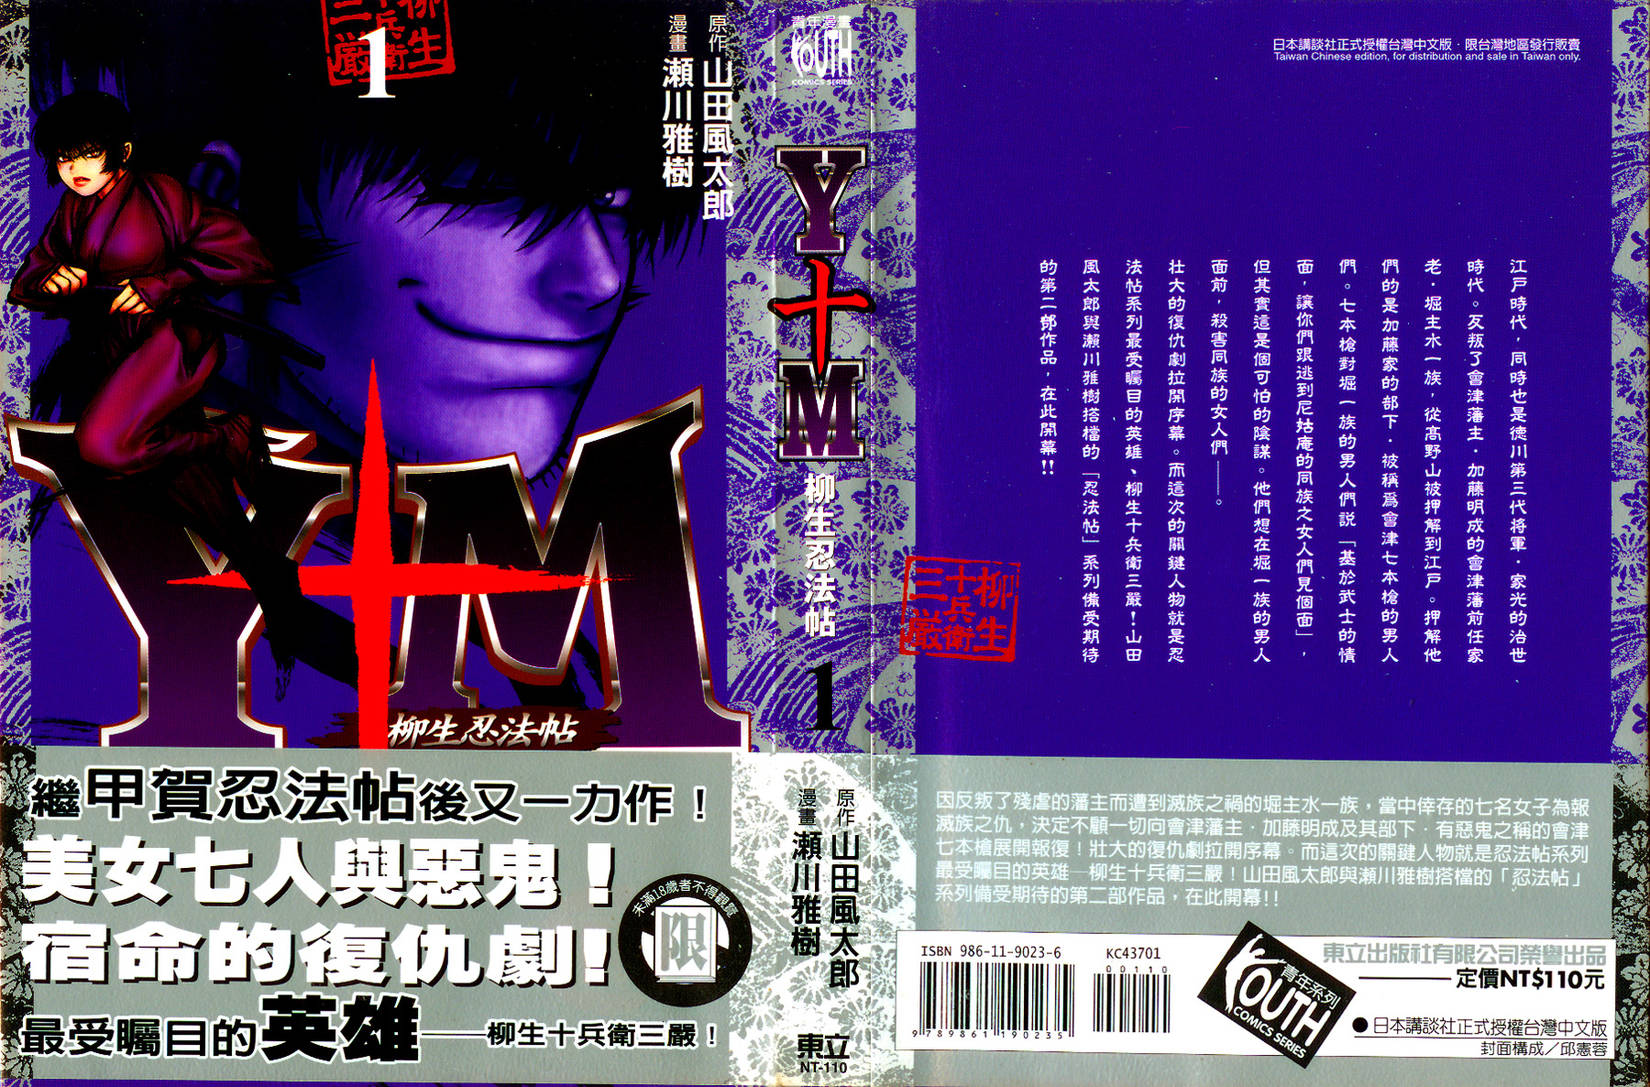 柳生
十兵衛
三厳
1
原作 山田風太郎
漫畫 瀬川雅樹
Y十M
柳生忍法帖
繼甲賀忍法帖後又一力作！
美女七人與惡鬼！
宿命的復仇劇!
最受矚目的英雄——柳生十兵衛三嚴！
未滿18歲者不得觀賞
限
青年漫畫
YOUTH
COMICS SERIES
Y十M
柳生忍法帖
1
原作 山田風太郎
漫畫 瀬川雅樹
東立
NT-110
日本講談社正式授權台灣中文版．限台灣地區發行販賣
Taiwan Chinese edition, for distribution and sale in Taiwan only.
江戶時代，同時也是德川第三代將軍．家光的治世
時代。反叛了會津藩主．加藤明成的會津藩前任家
老．堀主水一族，從高野山被押解到江戶。押解他
們的是加藤家的部下．被稱為會津七本槍的男人
們。七本槍對堀一族的男人們說「基於武士的情
面，讓你們跟逃到尼姑庵的同族之女人們見個面」，
但其實這是個可怕的陰謀。他們想在堀一族的男人
面前，殺害同族的女人們——。
壯大的復仇劇拉開序幕。而這次的關鍵人物就是忍
法帖系列最受矚目的英雄、柳生十兵衛三嚴！山田
風太郎與瀨川雅樹搭檔的「忍法帖」系列備受期待
的第二部作品，在此開幕!!
柳生
十兵衛
三厳
因反叛了殘虐的藩主而遭到滅族之禍的堀主水一族，當中倖存的七名女子為報
滅族之仇，決定不顧一切向會津藩主．加藤明成及其部下．有惡鬼之稱的會津
七本槍展開報復！壯大的復仇劇拉開序幕。而這次的關鍵人物就是忍法帖系列
最受矚目的英雄─柳生十兵衛三嚴！山田風太郎與瀨川雅樹搭檔的「忍法帖」
系列備受期待的第二部作品，在此開幕!!
ISBN 986-11-9023-6
9789861190235
KC43701
00110
青年系列
YOUTH
COMICS SERIES
東立出版社有限公司榮譽出品
定價NT$110元
●日本講談社正式授權台灣中文版
封面構成／邱憲蓉